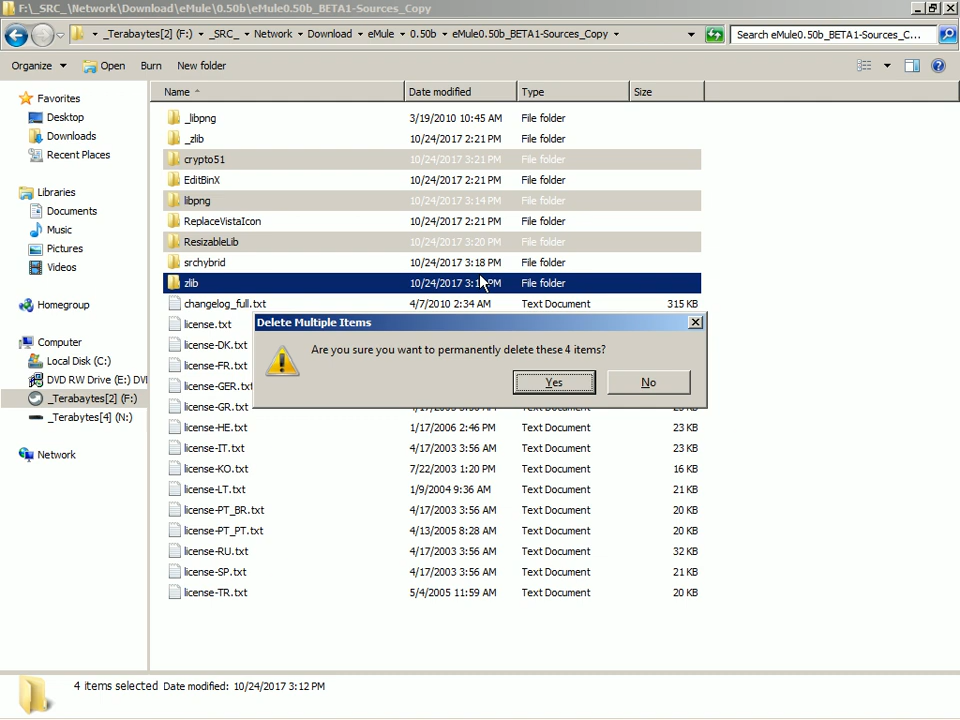 F:\_SRC_\Network\Download\eMule\0.50b\eMule0.50b_BETA1-Sources_Copy
_Terabaytes[2] (F:) _SRC_ Network Download eMule 0.50b eMule0.50b_BETA1-Sources_Copy Search eMule0.50b_BETA1-Sources_C...
Organize Open Burn New folder
Name Date modified Type Size
Favorites
Desktop
Downloads
Recent Places
Libraries
Documents
Music
Pictures
Videos
Homegroup
Computer
Local Disk (C:)
DVD RW Drive (E:) DVI
_Terabaytes[2] (F:)
_Terabytes[4] (N:)
Network
_libpng 3/19/2010 10:45 AM File folder
_zlib 10/24/2017 2:21 PM File folder
crypto51 10/24/2017 3:21 PM File folder
EditBinX 10/24/2017 2:21 PM File folder
libpng 10/24/2017 3:14 PM File folder
ReplaceVistaIcon 10/24/2017 2:21 PM File folder
ResizableLib 10/24/2017 3:20 PM File folder
srchybrid 10/24/2017 3:18 PM File folder
zlib 10/24/2017 3:1 PM File folder
changelog_full.txt 4/7/2010 2:34 AM Text Document 315 KB
license.txt
license-DK.txt
license-FR.txt
license-GER.txt
license-GR.txt
Delete Multiple Items
Are you sure you want to permanently delete these 4 items?
Yes No
license-HE.txt 1/17/2006 2:46 PM Text Document 23 KB
license-IT.txt 4/17/2003 3:56 AM Text Document 23 KB
license-KO.txt 7/22/2003 1:20 PM Text Document 16 KB
license-LT.txt 1/9/2004 9:36 AM Text Document 21 KB
license-PT_BR.txt 4/17/2003 3:56 AM Text Document 20 KB
license-PT_PT.txt 4/13/2005 8:28 AM Text Document 20 KB
license-RU.txt 4/17/2003 3:56 AM Text Document 32 KB
license-SP.txt 4/17/2003 3:56 AM Text Document 21 KB
license-TR.txt 5/4/2005 11:59 AM Text Document 20 KB
4 items selected Date modified: 10/24/2017 3:12 PM